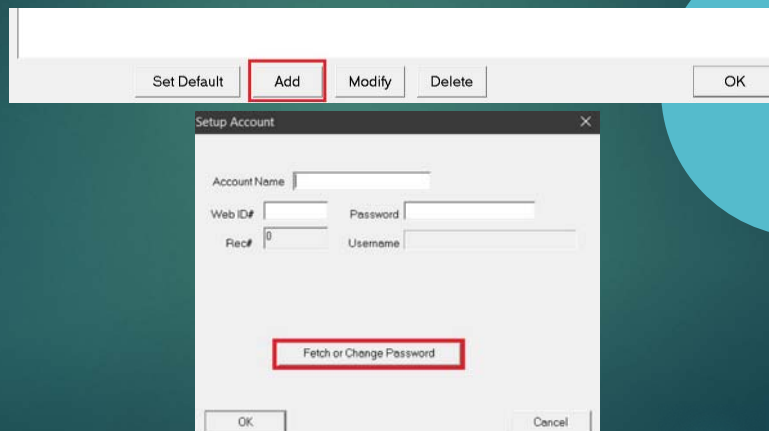 Set Default Add Modify Delete OK
Setup Account
Account Name
Web ID# Password
Rec# 0 Username
Fetch or Change Password
OK Cancel